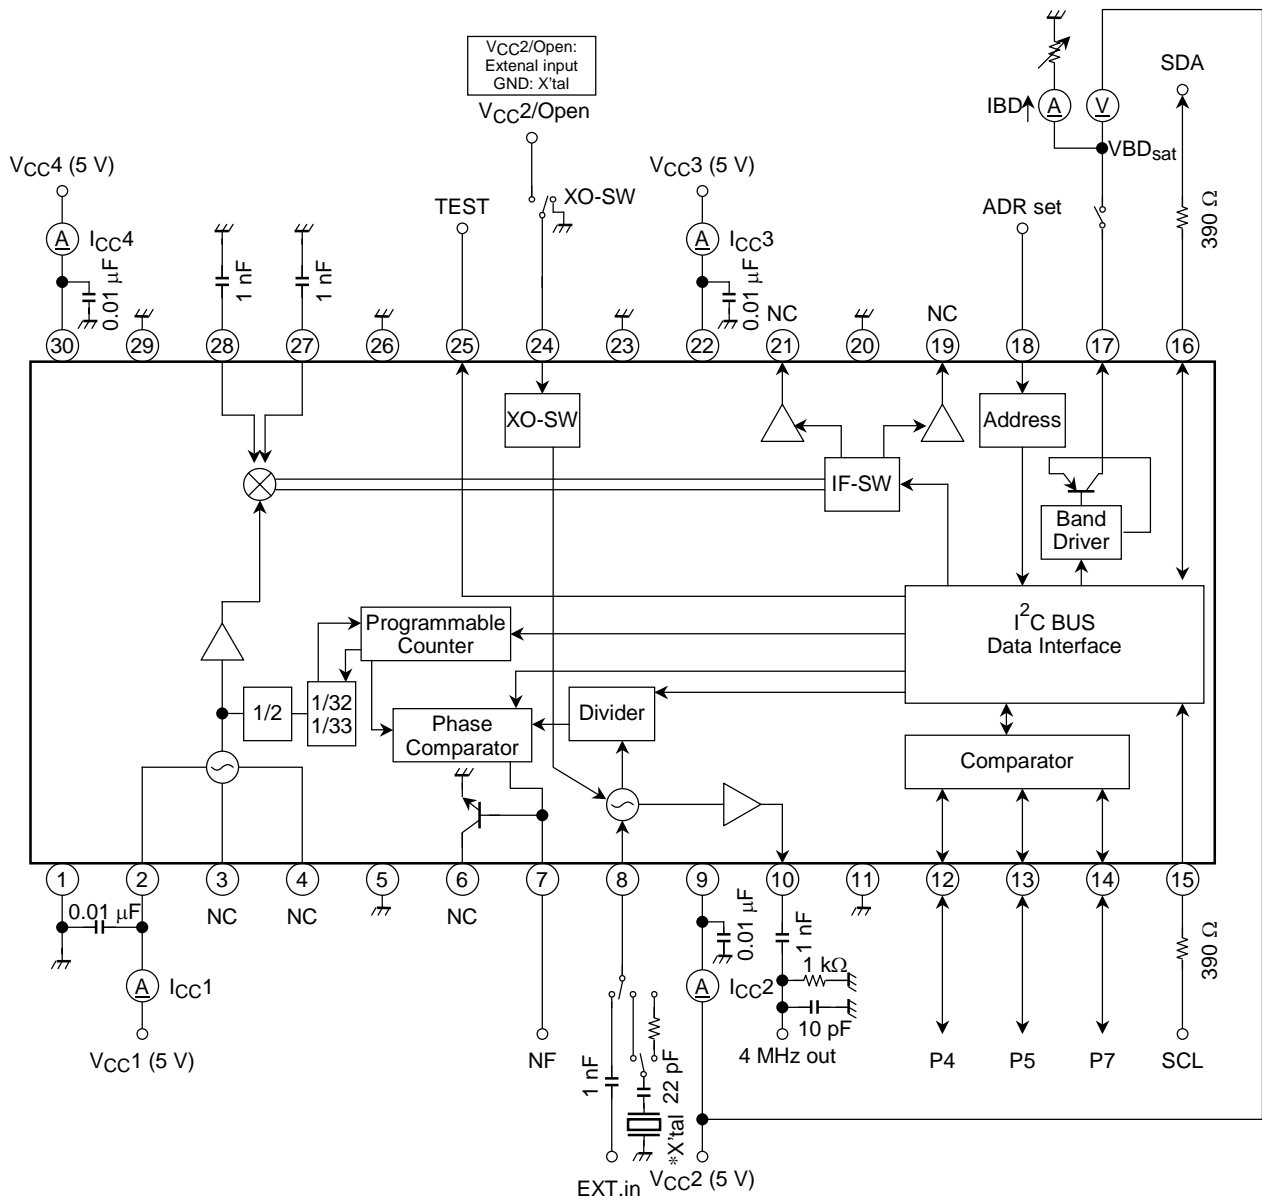 VCC2/Open:
Extenal input
GND: X'tal
VCC2/Open
SDA
IBD
A
V
VBDsat
VCC4 (5 V)
TEST
XO-SW
VCC3 (5 V)
ADR set
390 Ω
A
ICC4
A
ICC3
0.01 μF
1 nF
1 nF
0.01 μF
NC
NC
30
29
28
27
26
25
24
23
22
21
20
19
18
17
16
XO-SW
Address
IF-SW
Band
Driver
I2C BUS
Data Interface
Programmable
Counter
1/2
1/32
1/33
Phase
Comparator
Divider
Comparator
1
2
3
4
5
6
7
8
9
10
11
12
13
14
15
0.01 μF
NC
NC
NC
0.01 μF
1 nF
390 Ω
A
ICC1
A
ICC2
1 kΩ
10 pF
VCC1 (5 V)
NF
1 nF
22 pF
*X'tal
4 MHz out
P4
P5
P7
SCL
EXT.in
VCC2 (5 V)